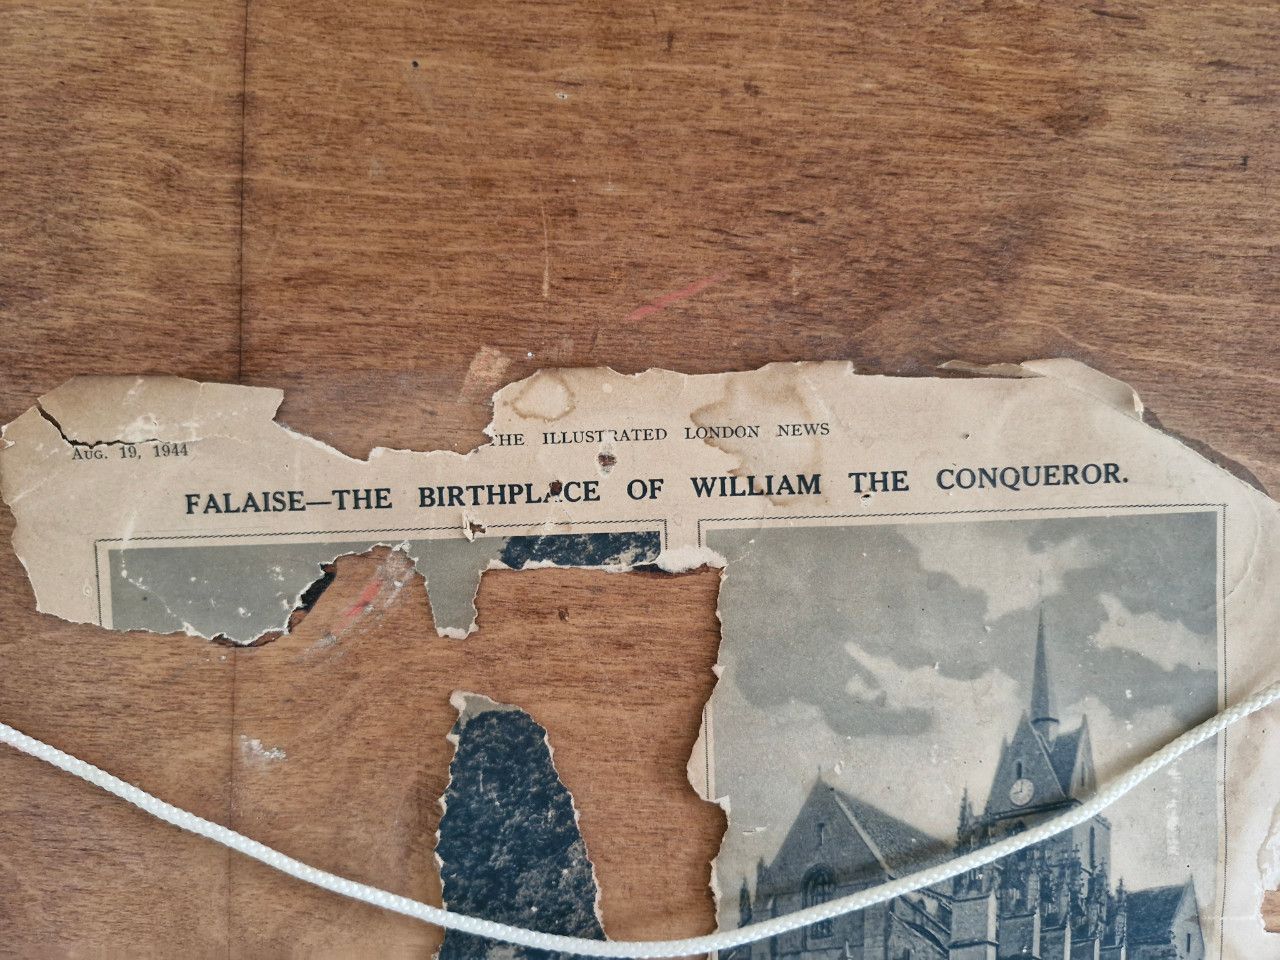 THE ILLUSTRATED LONDON NEWS
AUG. 19, 1944
FALAISE—THE BIRTHPLACE OF WILLIAM THE CONQUEROR.